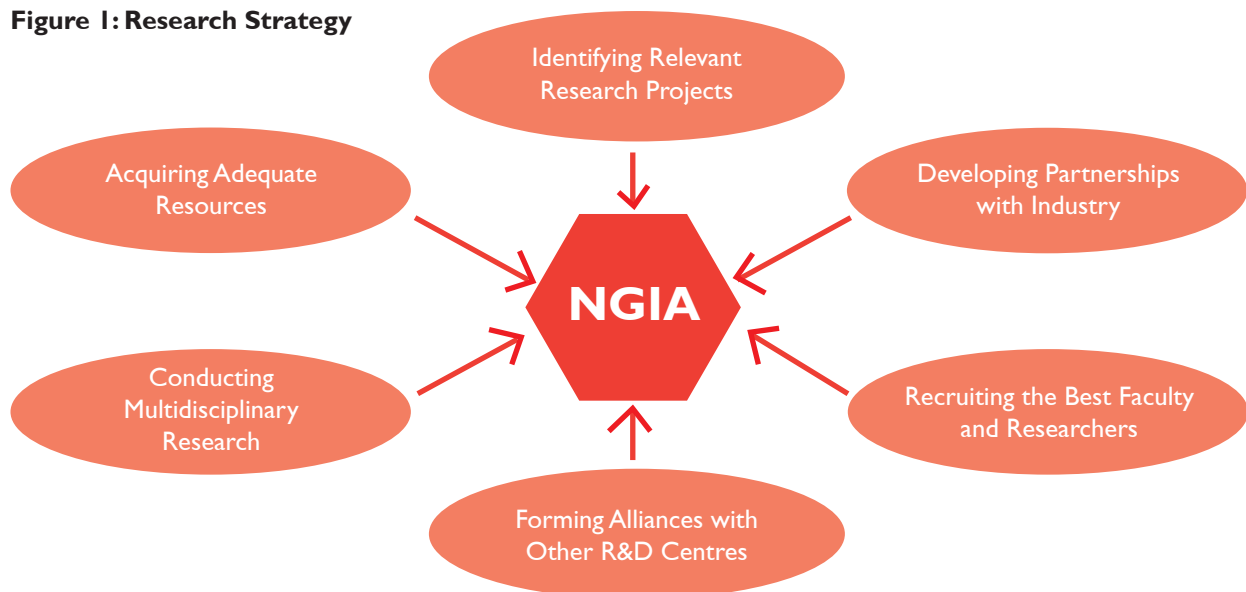 Figure 1: Research Strategy
Identifying Relevant
Research Projects
Acquiring Adequate
Resources
Developing Partnerships
with Industry
NGIA
Conducting
Multidisciplinary
Research
Recruiting the Best Faculty
and Researchers
Forming Alliances with
Other R&D Centres